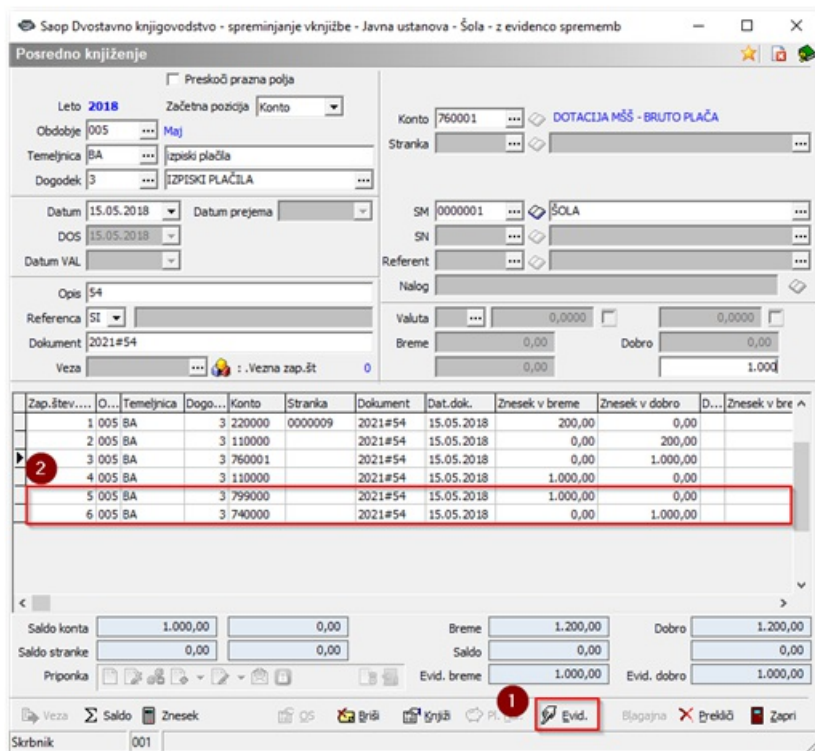 Saop Dvostavno knjigovodstvo - spreminjanje vknjižbe - Javna ustanova - Šola - z evidenco sprememb
Posredno knjiženje
Preskoči prazna polja
Leto 2018 Začetna pozicija Konto
Obdobje 005 ... Maj
Temeljnica BA ... izpiski plačila
Dogodek 3 ... IZPISKI PLAČILA ...
Konto 760001 ... DOTACIJA MŠŠ - BRUTO PLAČA
Stranka ... ...
Datum 15.05.2018 Datum prejema
DOS 15.05.2018
Datum VAL
SM 0000001 ... ŠOLA ...
SN ... ...
Referent ... ...
Nalog
Opis 54
Referenca SI
Dokument 2021#54
Veza ... : .Vezna zap.št 0
Valuta ... 0,0000 0,0000
Breme 0,00 Dobro 0,00
0,00 1.000
Zap.štev.... O... Temeljnica Dogo... Konto Stranka Dokument Dat.dok. Znesek v breme Znesek v dobro D... Znesek v bre
1 005 BA 3 220000 0000009 2021#54 15.05.2018 200,00 0,00
2 005 BA 3 110000 2021#54 15.05.2018 0,00 200,00
3 005 BA 3 760001 2021#54 15.05.2018 0,00 1.000,00
2
4 005 BA 3 110000 2021#54 15.05.2018 1.000,00 0,00
5 005 BA 3 799000 2021#54 15.05.2018 1.000,00 0,00
6 005 BA 3 740000 2021#54 15.05.2018 0,00 1.000,00
Saldo konta 1.000,00 0,00 Breme 1.200,00 Dobro 1.200,00
Saldo stranke 0,00 0,00 Saldo 0,00 0,00
Priponka Evid. breme 1.000,00 Evid. dobro 1.000,00
1
Veza Saldo Znesek OS Briši Knjiži Evid. Blagajna Prekliči Zapri
Skrbnik 001